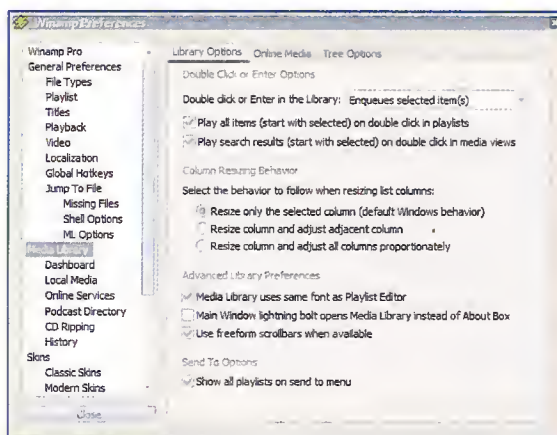 Winamp Preferences
Winamp Pro
General Preferences
File Types
Playlist
Titles
Playback
Video
Localization
Global Hotkeys
Jump To File
Missing Files
Shell Options
ML Options
Media Library
Dashboard
Local Media
Online Services
Podcast Directory
CD Ripping
History
Skins
Classic Skins
Modern Skins
Close
Library Options Online Media Tree Options
Double Click or Enter Options
Double click or Enter in the Library: Enqueues selected item(s)
Play all items (start with selected) on double click in playlists
Play search results (start with selected) on double click in media views
Column Resizing Behavior
Select the behavior to follow when resizing list columns:
Resize only the selected column (default Windows behavior)
Resize column and adjust adjacent column
Resize column and adjust all columns proportionately
Advanced Library Preferences
Media Library uses same font as Playlist Editor
Main Window lightning bolt opens Media Library instead of About Box
Use freeform scrollbars when available
Send To Options
Show all playlists on send to menu